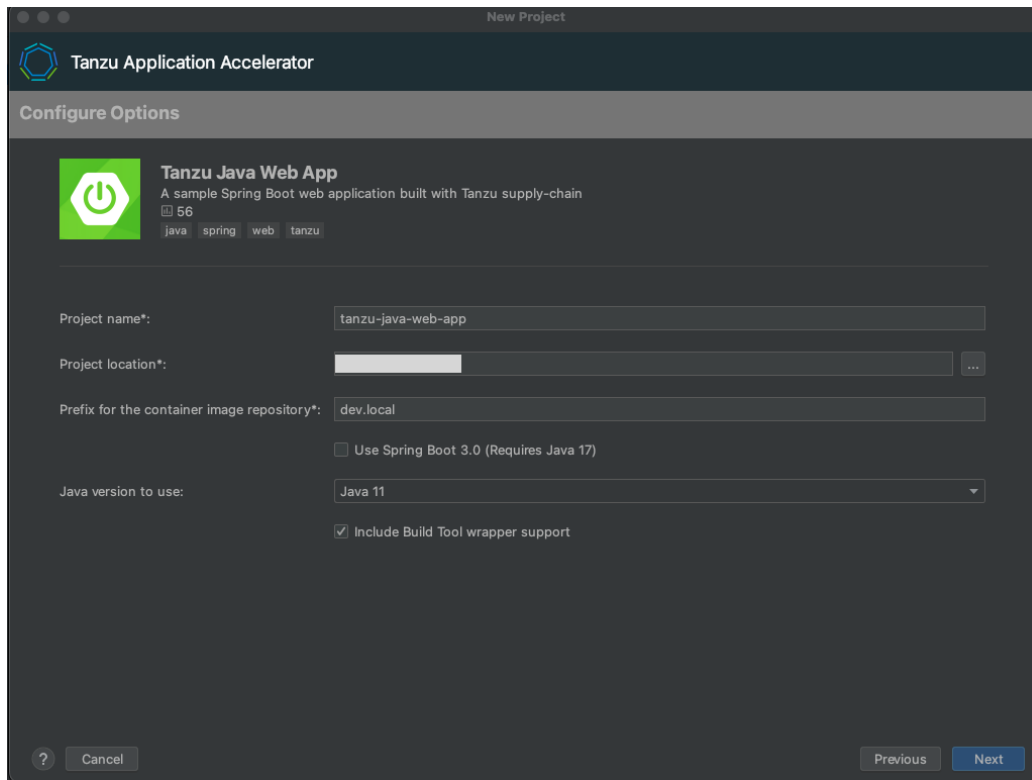 New Project
Tanzu Application Accelerator
Configure Options
Tanzu Java Web App
A sample Spring Boot web application built with Tanzu supply-chain
56
java spring web tanzu
Project name*: tanzu-java-web-app
Project location*: ...
Prefix for the container image repository*: dev.local
Use Spring Boot 3.0 (Requires Java 17)
Java version to use: Java 11
Include Build Tool wrapper support
? Cancel Previous Next